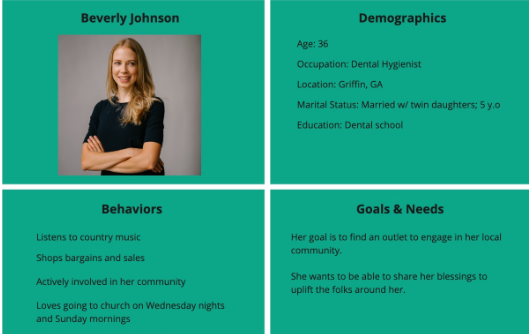 Beverly Johnson
Demographics
Age: 36
Occupation: Dental Hygienist
Location: Griffin, GA
Marital Status: Married w/ twin daughters; 5 y.o
Education: Dental school
Behaviors
Listens to country music
Shops bargains and sales
Actively involved in her community
Loves going to church on Wednesday nights
and Sunday mornings
Goals & Needs
Her goal is to find an outlet to engage in her local
community.
She wants to be able to share her blessings to
uplift the folks around her.